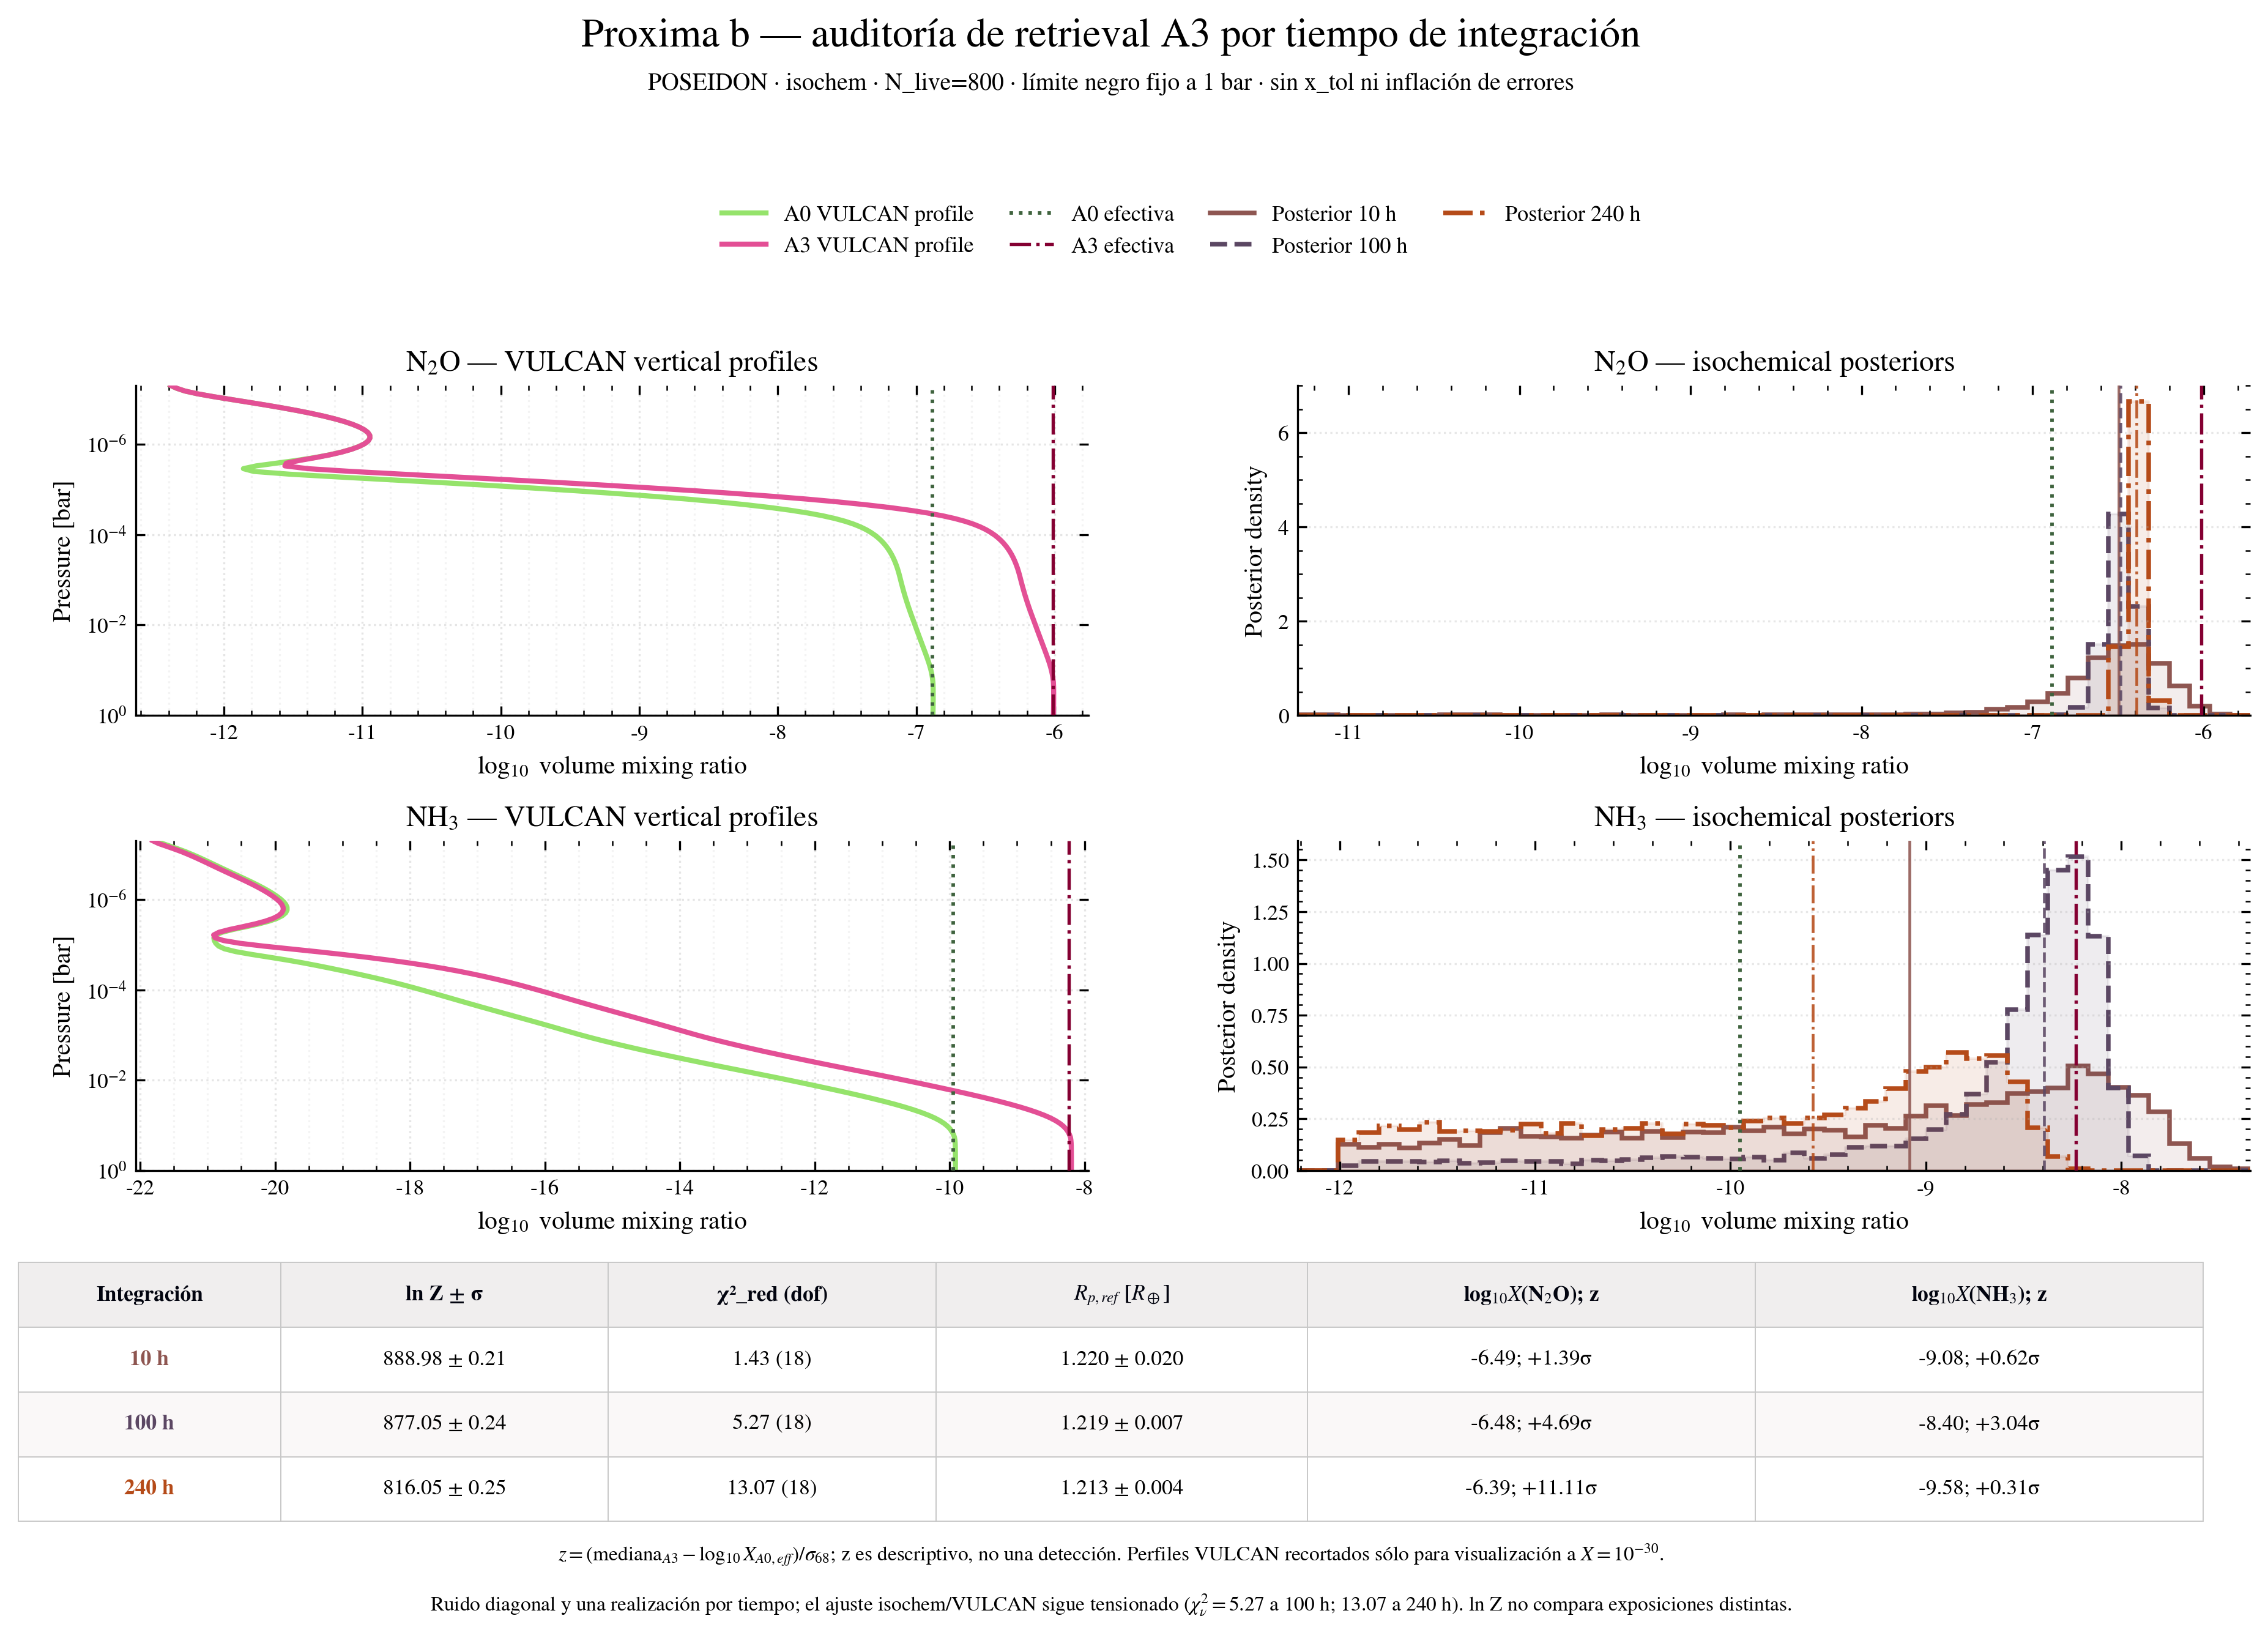 Proxima b — auditoría de retrieval A3 por tiempo de integración
POSEIDON · isochem · N_live=800 · límite negro fijo a 1 bar · sin x_tol ni inflación de errores
A0 VULCAN profile
A3 VULCAN profile
A0 efectiva
A3 efectiva
Posterior 10 h
Posterior 100 h
Posterior 240 h
N₂O — VULCAN vertical profiles
Pressure [bar]
10⁻⁶
10⁻⁴
10⁻²
10⁰
-12 -11 -10 -9 -8 -7 -6
log₁₀ volume mixing ratio
N₂O — isochemical posteriors
Posterior density
6
4
2
0
-11 -10 -9 -8 -7 -6
log₁₀ volume mixing ratio
NH₃ — VULCAN vertical profiles
Pressure [bar]
10⁻⁶
10⁻⁴
10⁻²
10⁰
-22 -20 -18 -16 -14 -12 -10 -8
log₁₀ volume mixing ratio
NH₃ — isochemical posteriors
Posterior density
1.50
1.25
1.00
0.75
0.50
0.25
0.00
-12 -11 -10 -9 -8
log₁₀ volume mixing ratio
Integración ln Z ± σ χ²_red (dof) R_{p,ref} [R⊕] log₁₀X(N₂O); z log₁₀X(NH₃); z
10 h 888.98 ± 0.21 1.43 (18) 1.220 ± 0.020 -6.49; +1.39σ -9.08; +0.62σ
100 h 877.05 ± 0.24 5.27 (18) 1.219 ± 0.007 -6.48; +4.69σ -8.40; +3.04σ
240 h 816.05 ± 0.25 13.07 (18) 1.213 ± 0.004 -6.39; +11.11σ -9.58; +0.31σ
z = (mediana_{A3} − log₁₀ X_{A0,eff})/σ₆₈; z es descriptivo, no una detección. Perfiles VULCAN recortados sólo para visualización a X = 10⁻³⁰.
Ruido diagonal y una realización por tiempo; el ajuste isochem/VULCAN sigue tensionado (χ²_ν = 5.27 a 100 h; 13.07 a 240 h). ln Z no compara exposiciones distintas.